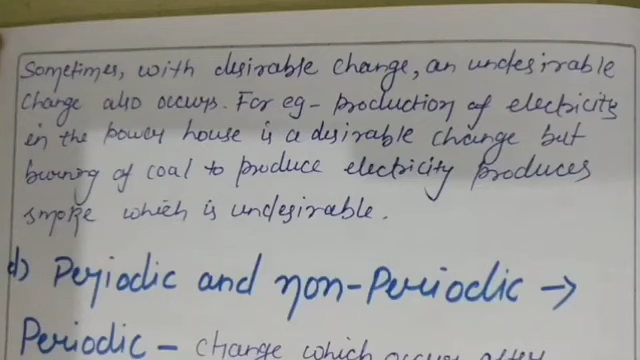 Sometimes, with desirable change, an undesirable
change also occurs. For eg - production of electricity
in the power house is a desirable change but
burning of coal to produce electricity produces
smoke which is undesirable.
d) Periodic and non-Periodic →
Periodic - change which occurs after